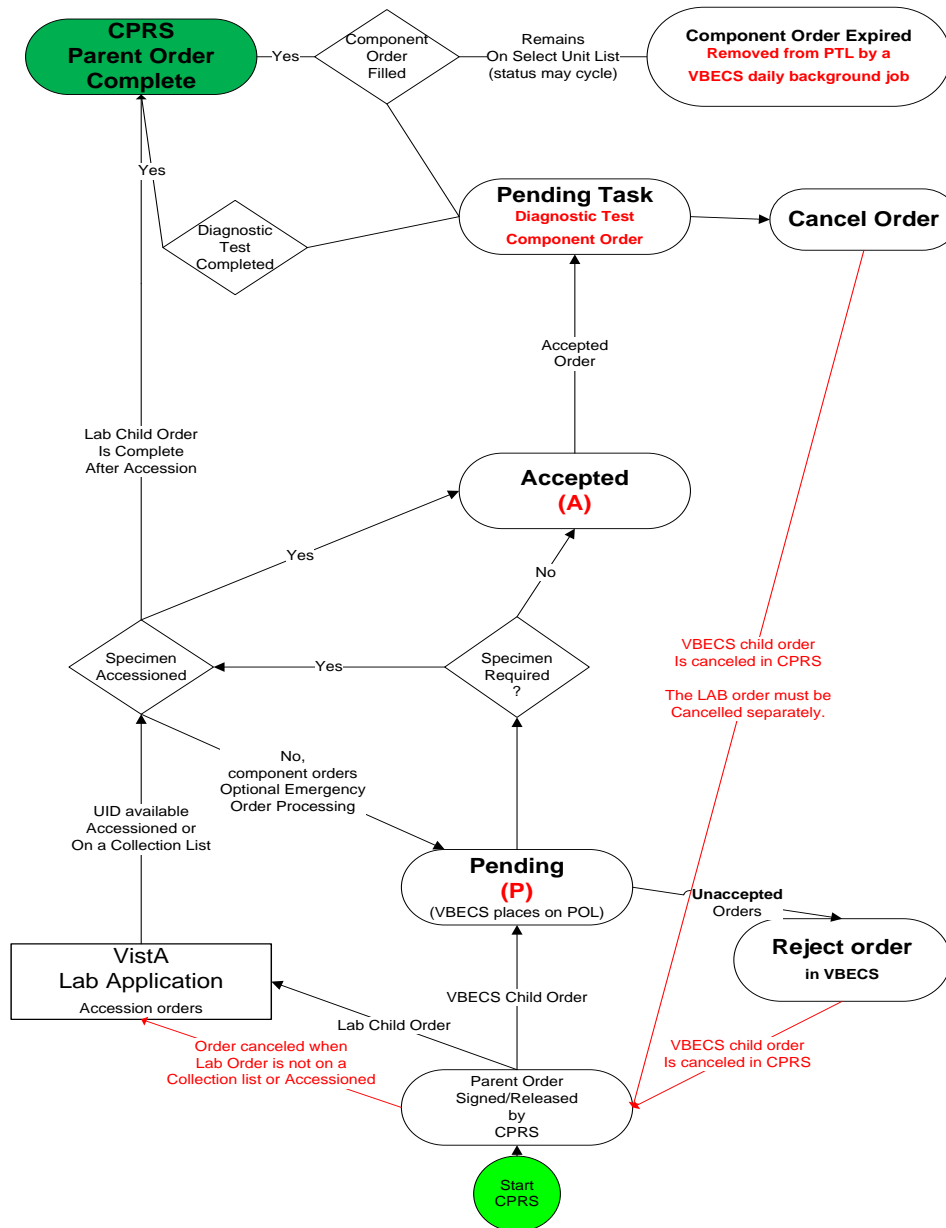 CPRS
Parent Order
Complete
Yes
Component
Order
Filled
Remains
On Select Unit List
(status may cycle)
Component Order Expired
Removed from PTL by a
VBECS daily background job
Yes
Diagnostic
Test
Completed
Pending Task
Diagnostic Test
Component Order
Cancel Order
Accepted
Order
Lab Child Order
Is Complete
After Accession
Accepted
(A)
Yes
No
Specimen
Accessioned
Yes
Specimen
Required
?
VBECS child order
Is canceled in CPRS
The LAB order must be
Cancelled separately.
No,
component orders
Optional Emergency
Order Processing
UID available
Accessioned or
On a Collection List
Pending
(P)
(VBECS places on POL)
Unaccepted
Orders
Reject order
in VBECS
VistA
Lab Application
Accession orders
VBECS Child Order
Lab Child Order
Order canceled when
Lab Order is not on a
Collection list or Accessioned
VBECS child order
Is canceled in CPRS
Parent Order
Signed/Released
by
CPRS
Start
CPRS